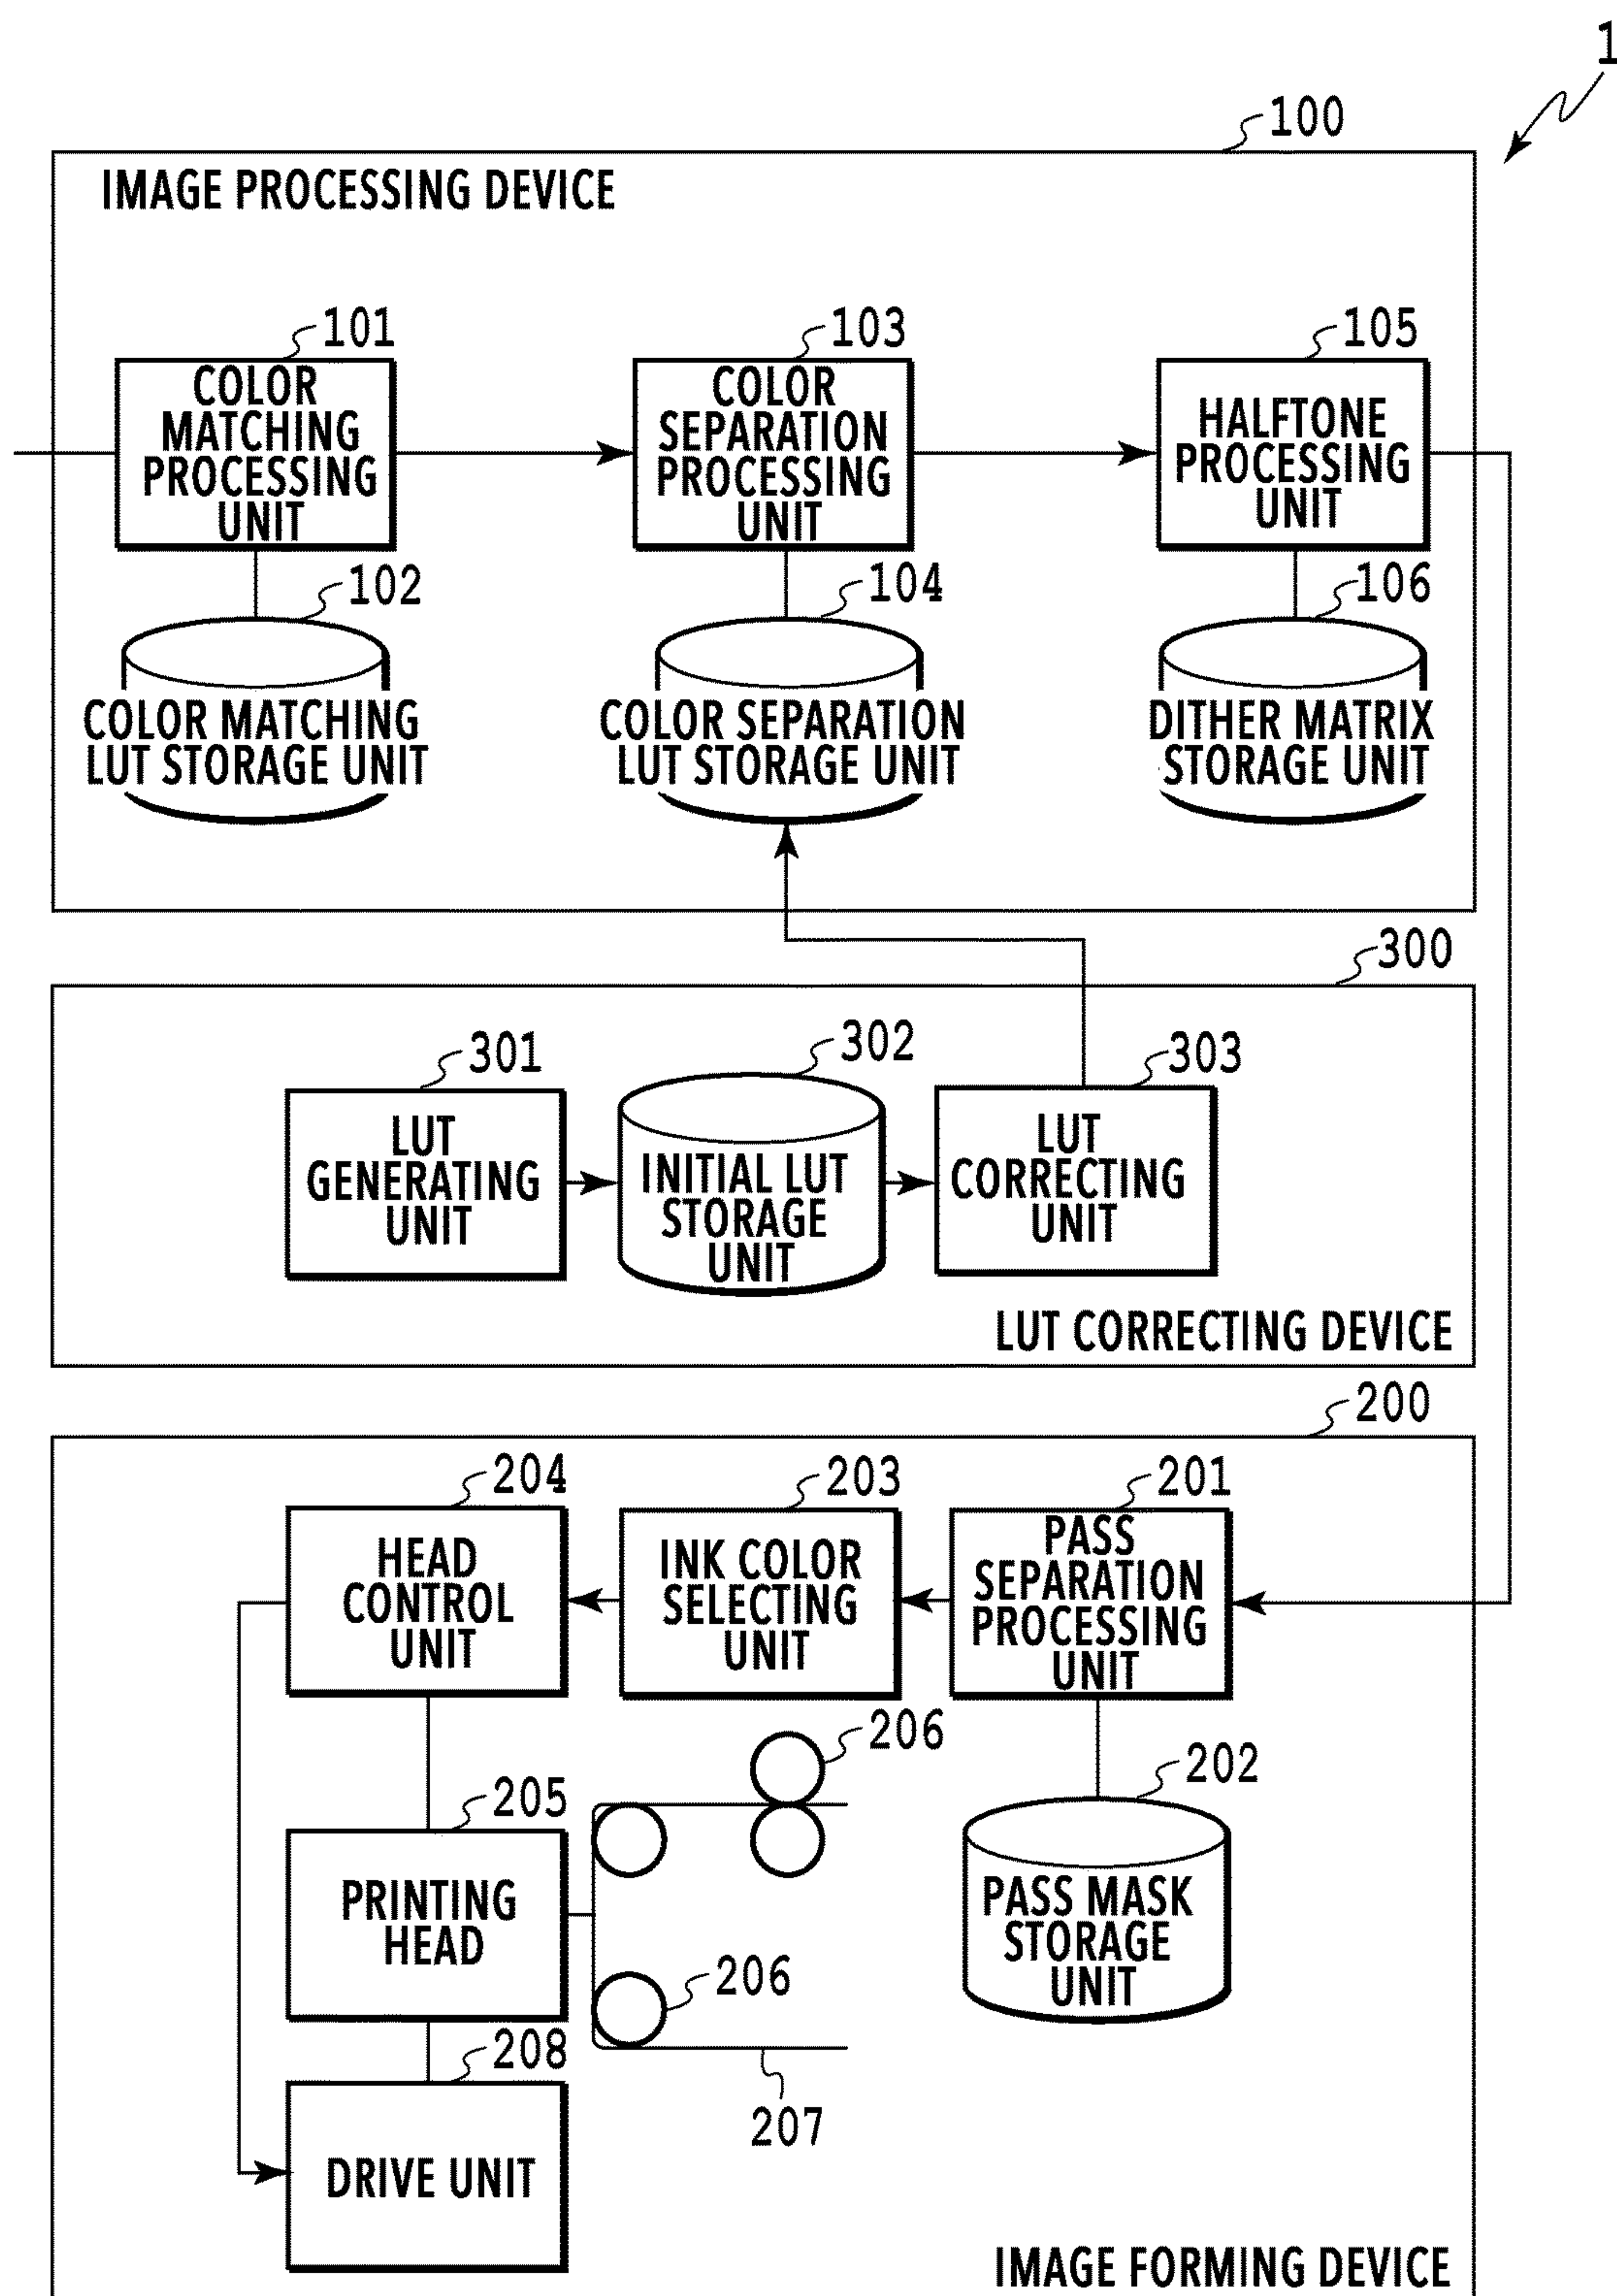 1
100
IMAGE PROCESSING DEVICE
101
COLOR
MATCHING
PROCESSING
UNIT
103
COLOR
SEPARATION
PROCESSING
UNIT
105
HALFTONE
PROCESSING
UNIT
102
COLOR MATCHING
LUT STORAGE UNIT
104
COLOR SEPARATION
LUT STORAGE UNIT
106
DITHER MATRIX
STORAGE UNIT
300
301
LUT
GENERATING
UNIT
302
INITIAL LUT
STORAGE
UNIT
303
LUT
CORRECTING
UNIT
LUT CORRECTING DEVICE
200
204
HEAD
CONTROL
UNIT
203
INK COLOR
SELECTING
UNIT
201
PASS
SEPARATION
PROCESSING
UNIT
206
202
PASS MASK
STORAGE
UNIT
205
PRINTING
HEAD
206
208
207
DRIVE UNIT
IMAGE FORMING DEVICE